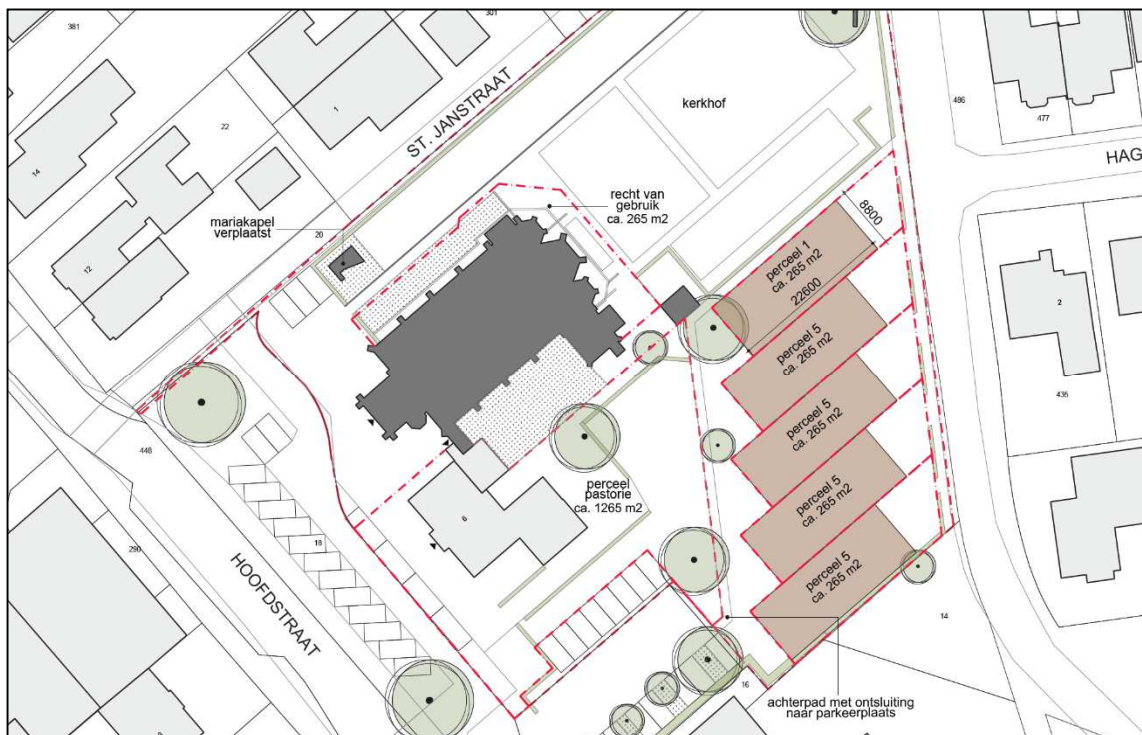 381
301
1
22
14
ST. JANSTRAAT
kerkhof
486
477
HAG
mariakapel
verplaatst
20
12
recht van
gebruik
ca. 265 m2
8800
perceel 1
ca. 265 m2
22600
2
perceel 5
ca. 265 m2
435
perceel 5
ca. 265 m2
448
perceel
pastorie
ca. 1265 m2
6
perceel 5
ca. 265 m2
290
18
HOOFDSTRAAT
perceel 5
ca. 265 m2
14
16
achterpad met ontsluiting
naar parkeerplaats